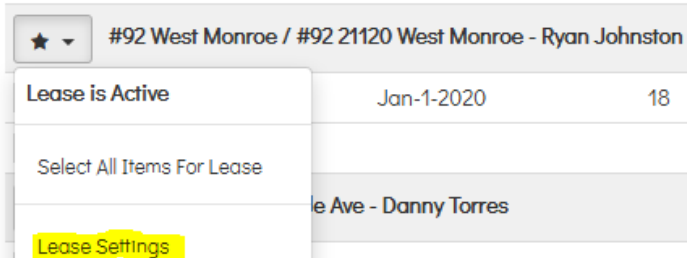 #92 West Monroe / #92 21120 West Monroe - Ryan Johnston
Lease is Active
Jan-1-2020 18
Select All Items For Lease
Ave - Danny Torres
Lease Settings